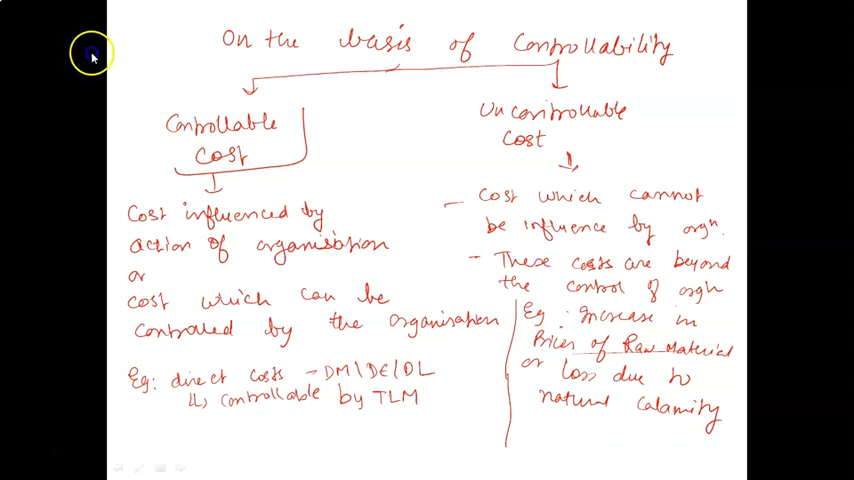 On the basis of Controllability
Controllable
Cost
Cost influenced by
action of organisation
or
cost which can be
controlled by the organisation
Eg: direct costs - DM/DE/DL
↳ controllable by TLM
Uncontrollable
Cost
- Cost which cannot
be influence by orgn.
- These costs are beyond
the control of orgn
Eg: Increase in
Prices of Raw Material
or loss due to
natural calamity